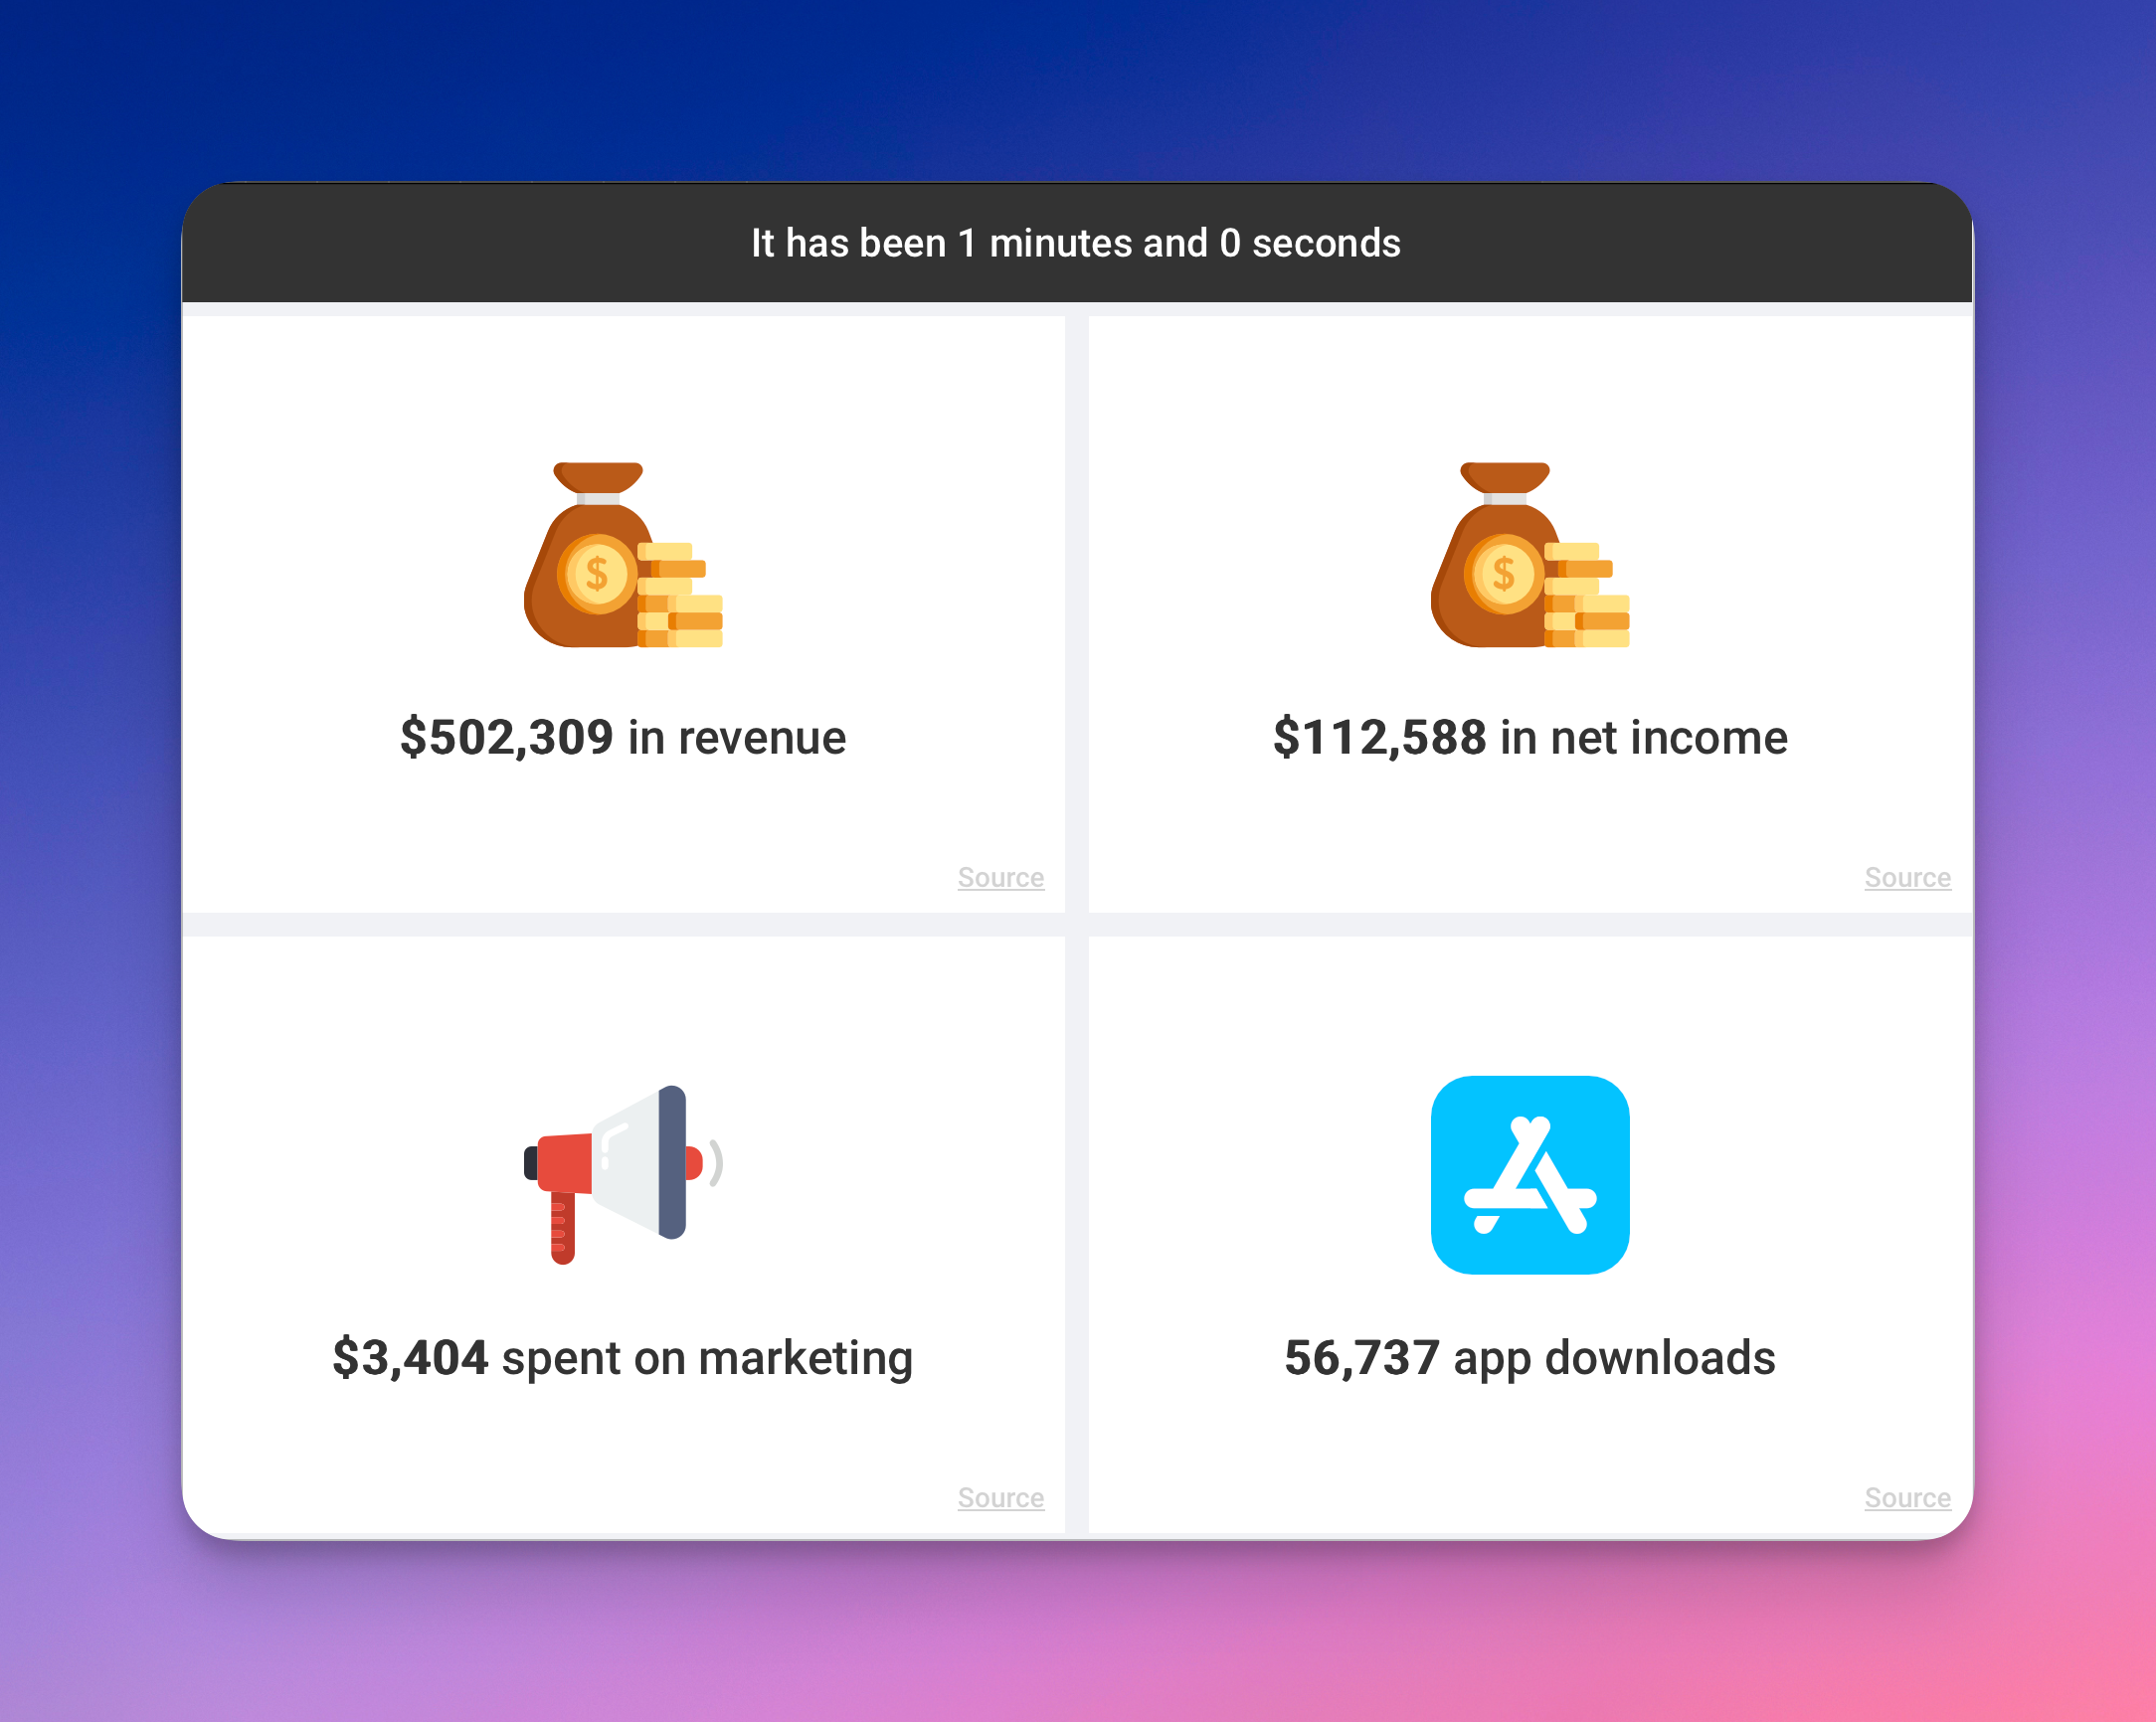 It has been 1 minutes and 0 seconds
$502,309 in revenue
Source
$112,588 in net income
Source
$3,404 spent on marketing
Source
56,737 app downloads
Source